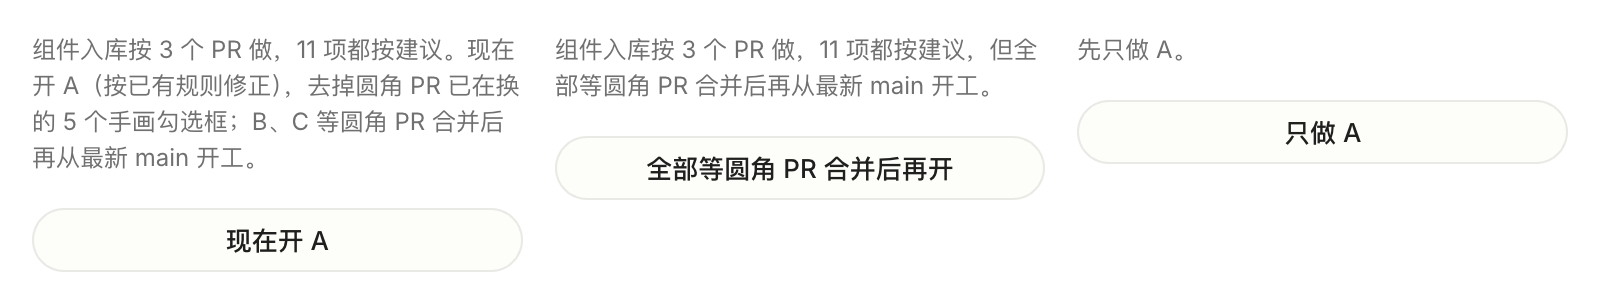 组件入库按 3 个 PR 做，11 项都按建议。现在
开 A（按已有规则修正），去掉圆角 PR 已在换
的 5 个手画勾选框；B、C 等圆角 PR 合并后
再从最新 main 开工。
现在开 A
组件入库按 3 个 PR 做，11 项都按建议，但全
部等圆角 PR 合并后再从最新 main 开工。
全部等圆角 PR 合并后再开
先只做 A。
只做 A